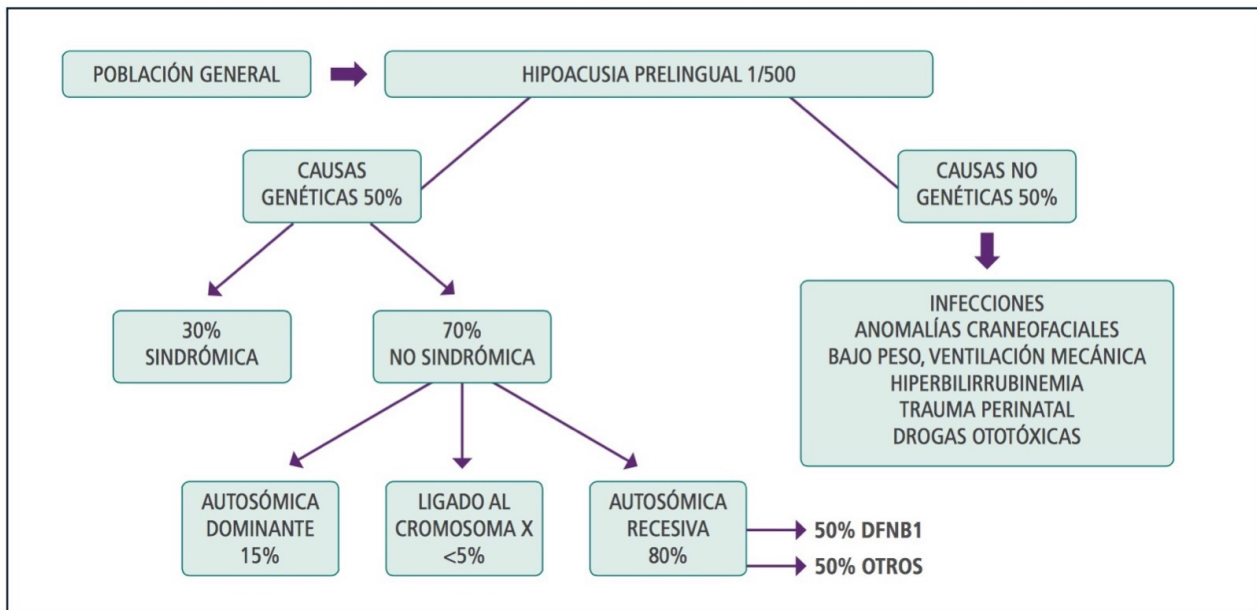 POBLACIÓN GENERAL
HIPOACUSIA PRELINGUAL 1/500
CAUSAS
GENÉTICAS 50%
CAUSAS NO
GENÉTICAS 50%
30%
SINDRÓMICA
70%
NO SINDRÓMICA
INFECCIONES
ANOMALÍAS CRANEOFACIALES
BAJO PESO, VENTILACIÓN MECÁNICA
HIPERBILIRRUBINEMIA
TRAUMA PERINATAL
DROGAS OTOTÓXICAS
AUTOSÓMICA
DOMINANTE
15%
LIGADO AL
CROMOSOMA X
<5%
AUTOSÓMICA
RECESIVA
80%
50% DFNB1
50% OTROS